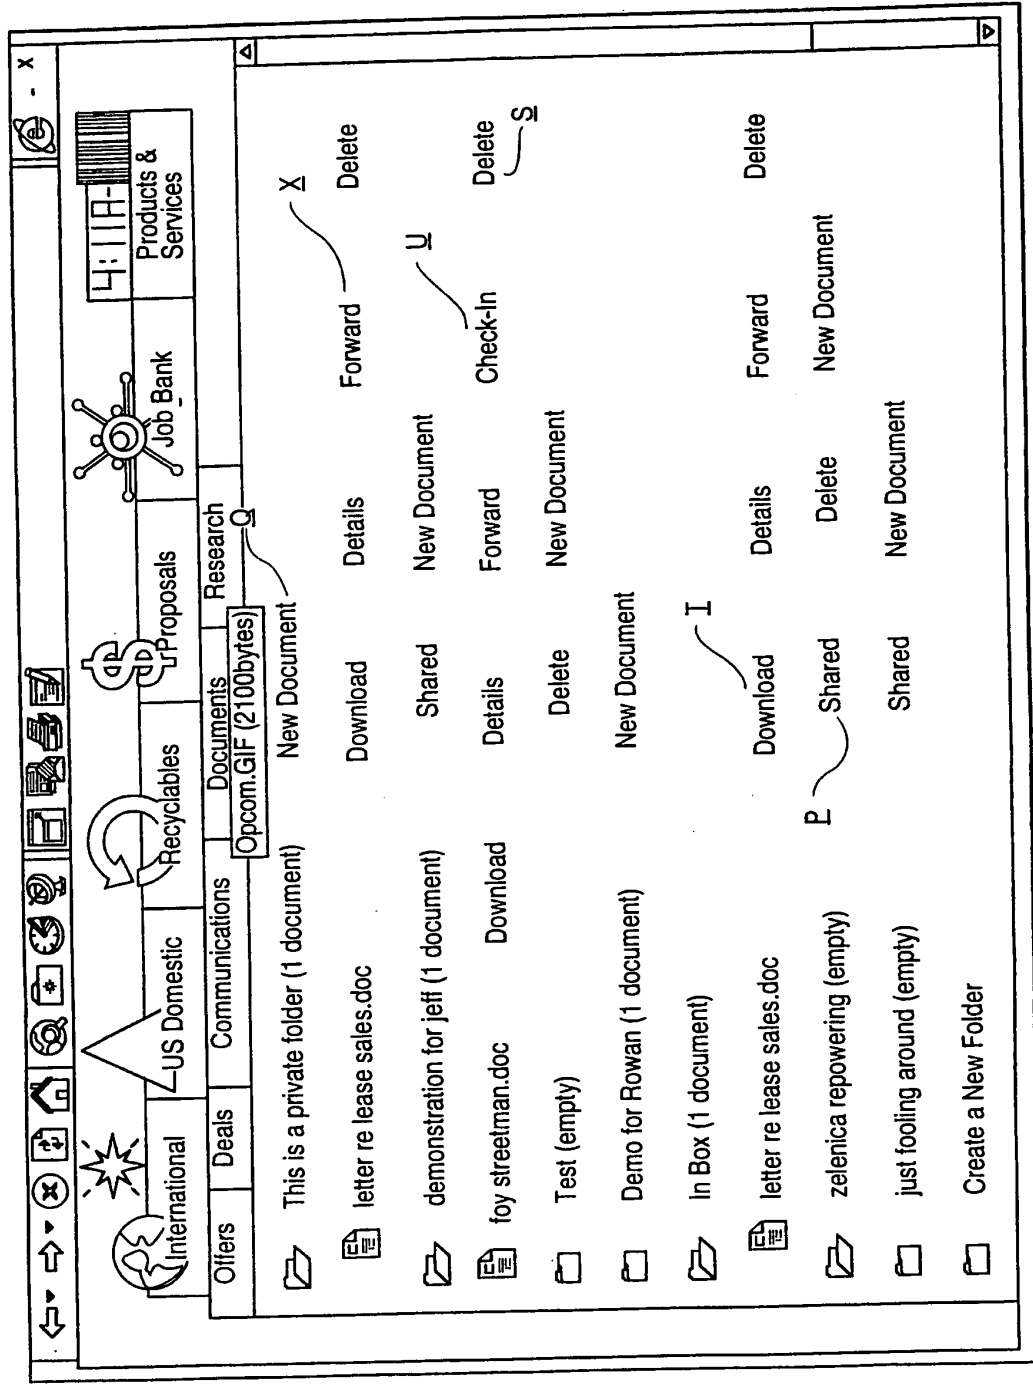 - X
4:11A-
International
US Domestic
Recyclables
Proposals
Job Bank
Products &
Services
Offers
Deals
Communications
Documents
Research
Opcom.GIF (2100bytes)
Q
This is a private folder (1 document) New Document
X
letter re lease sales.doc Download Details Forward Delete
demonstration for jeff (1 document) Shared New Document
U
foy streetman.doc Download Details Forward Check-In Delete
S
Test (empty) Delete New Document
Demo for Rowan (1 document) New Document
In Box (1 document)
I
letter re lease sales.doc Download Details Forward Delete
P
zelenica repowering (empty) Shared Delete New Document
just fooling around (empty) Shared New Document
Create a New Folder